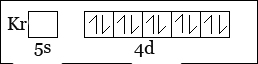 Kr ⥮ ⥮ ⥮ ⥮ ⥮
5s 4d